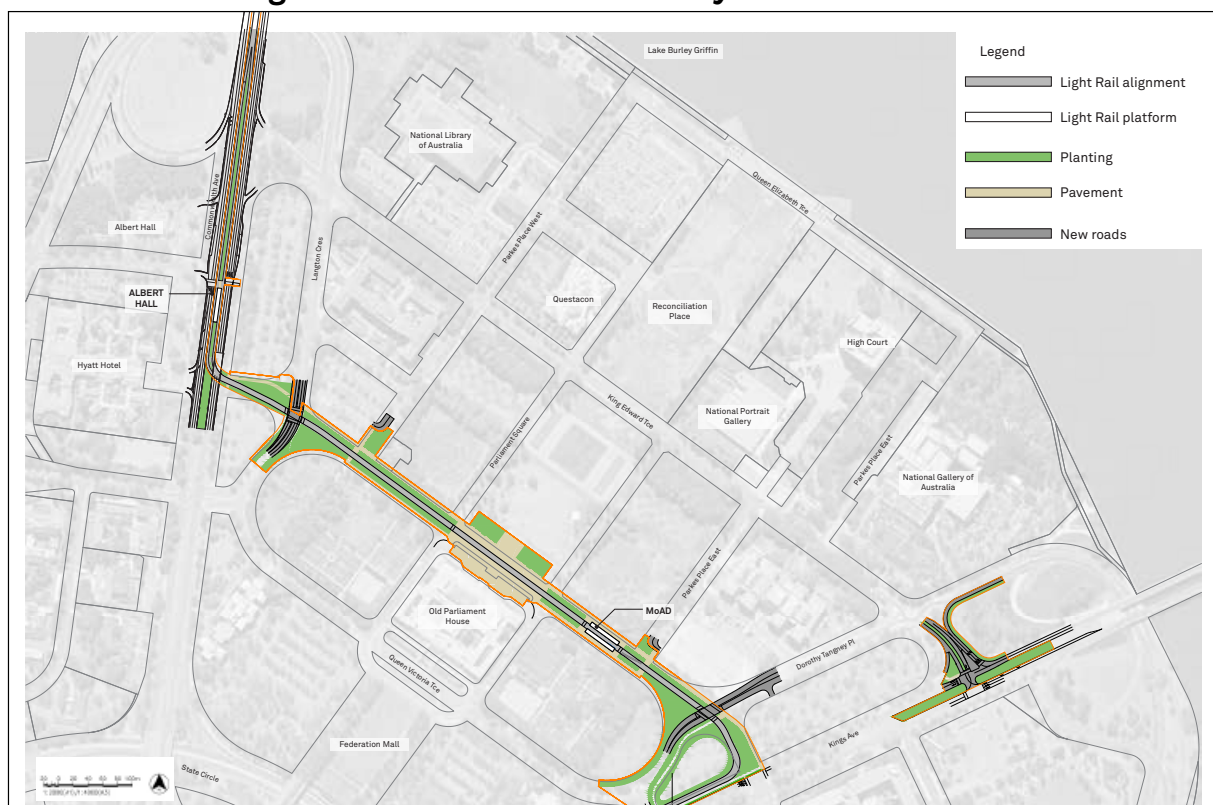 Lake Burley Griffin
Legend
Light Rail alignment
Light Rail platform
Planting
Pavement
New roads
National Library
of Australia
Queen Elizabeth Tce
Albert Hall
Langton Cres
Parkes Place West
ALBERT
HALL
Questacon
Reconciliation
Place
High Court
Hyatt Hotel
King Edward Tce
National Portrait
Gallery
Parliament Square
Parkes Place East
National Gallery of
Australia
Parkes Place East
Old Parliament
House
MoAD
Dorothy Tangney Pl
Queen Victoria Tce
Kings Ave
Federation Mall
State Circle